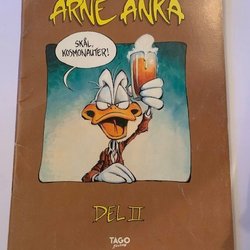 ARNE ANKA
SKÅL,
KOSMONAUTER!
DEL II
TAGO